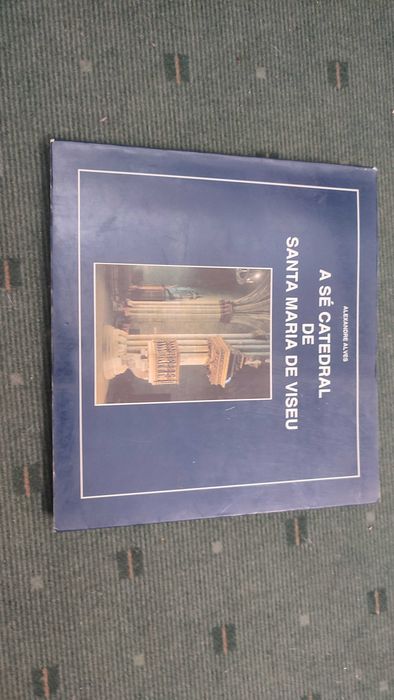 ALEXANDRE ALVES
A SÉ CATEDRAL
DE
SANTA MARIA DE VISEU